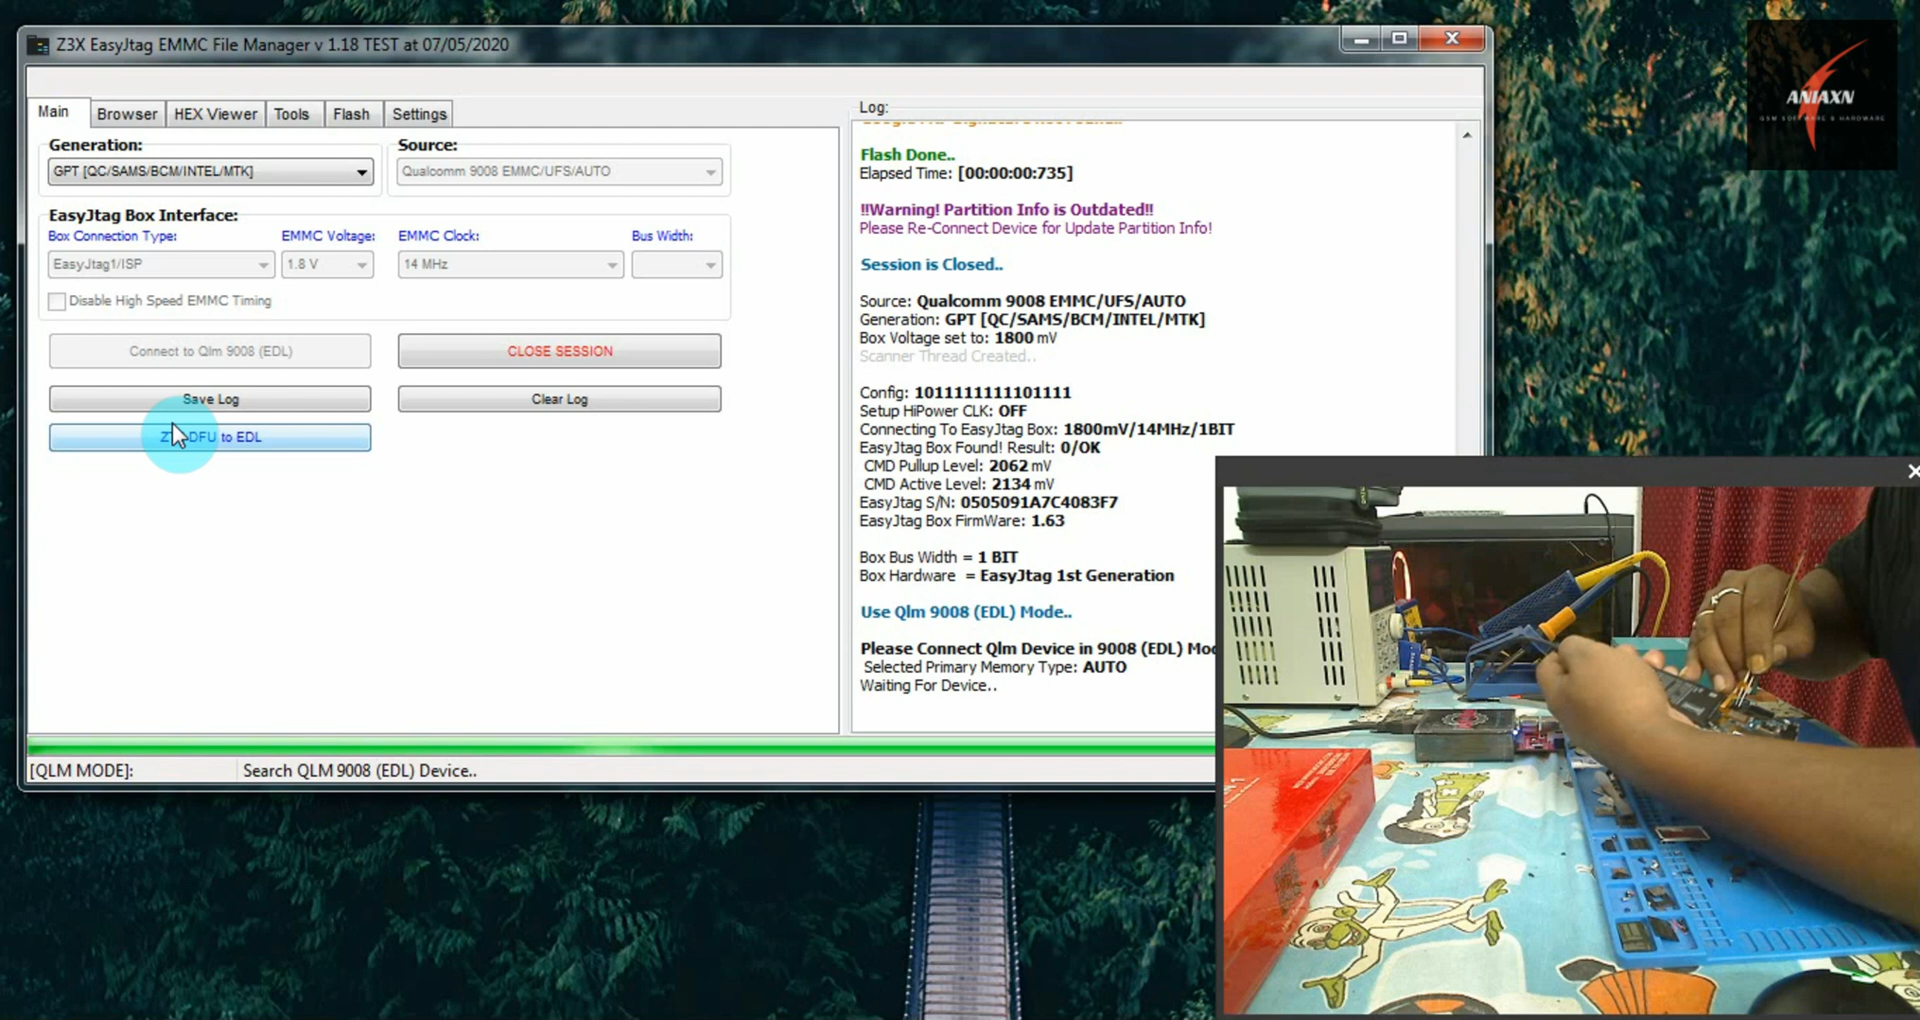 Z3X EasyJtag EMMC File Manager v 1.18 TEST at 07/05/2020
Main
Browser
HEX Viewer
Tools
Flash
Settings
Generation:
GPT [QC/SAMS/BCM/INTEL/MTK]
Source:
Qualcomm 9008 EMMC/UFS/AUTO
EasyJtag Box Interface:
Box Connection Type:
EMMC Voltage:
EMMC Clock:
Bus Width:
EasyJtag1/ISP
1.8 V
14 MHz
Disable High Speed EMMC Timing
Connect to Qlm 9008 (EDL)
CLOSE SESSION
Save Log
Clear Log
DFU to EDL
Log:
Flash Done..
Elapsed Time: [00:00:00:735]
!!Warning! Partition Info is Outdated!!
Please Re-Connect Device for Update Partition Info!
Session is Closed..
Source: Qualcomm 9008 EMMC/UFS/AUTO
Generation: GPT [QC/SAMS/BCM/INTEL/MTK]
Box Voltage set to: 1800 mV
Scanner Thread Created..
Config: 1011111111101111
Setup HiPower CLK: OFF
Connecting To EasyJtag Box: 1800mV/14MHz/1BIT
EasyJtag Box Found! Result: 0/OK
CMD Pullup Level: 2062 mV
CMD Active Level: 2134 mV
EasyJtag S/N: 0505091A7C4083F7
EasyJtag Box FirmWare: 1.63
Box Bus Width = 1 BIT
Box Hardware = EasyJtag 1st Generation
Use Qlm 9008 (EDL) Mode..
Please Connect Qlm Device in 9008 (EDL) Mo
Selected Primary Memory Type: AUTO
Waiting For Device..
[QLM MODE]:
Search QLM 9008 (EDL) Device..
ANIAXN
GSM SOFTWARE & HARDWARE